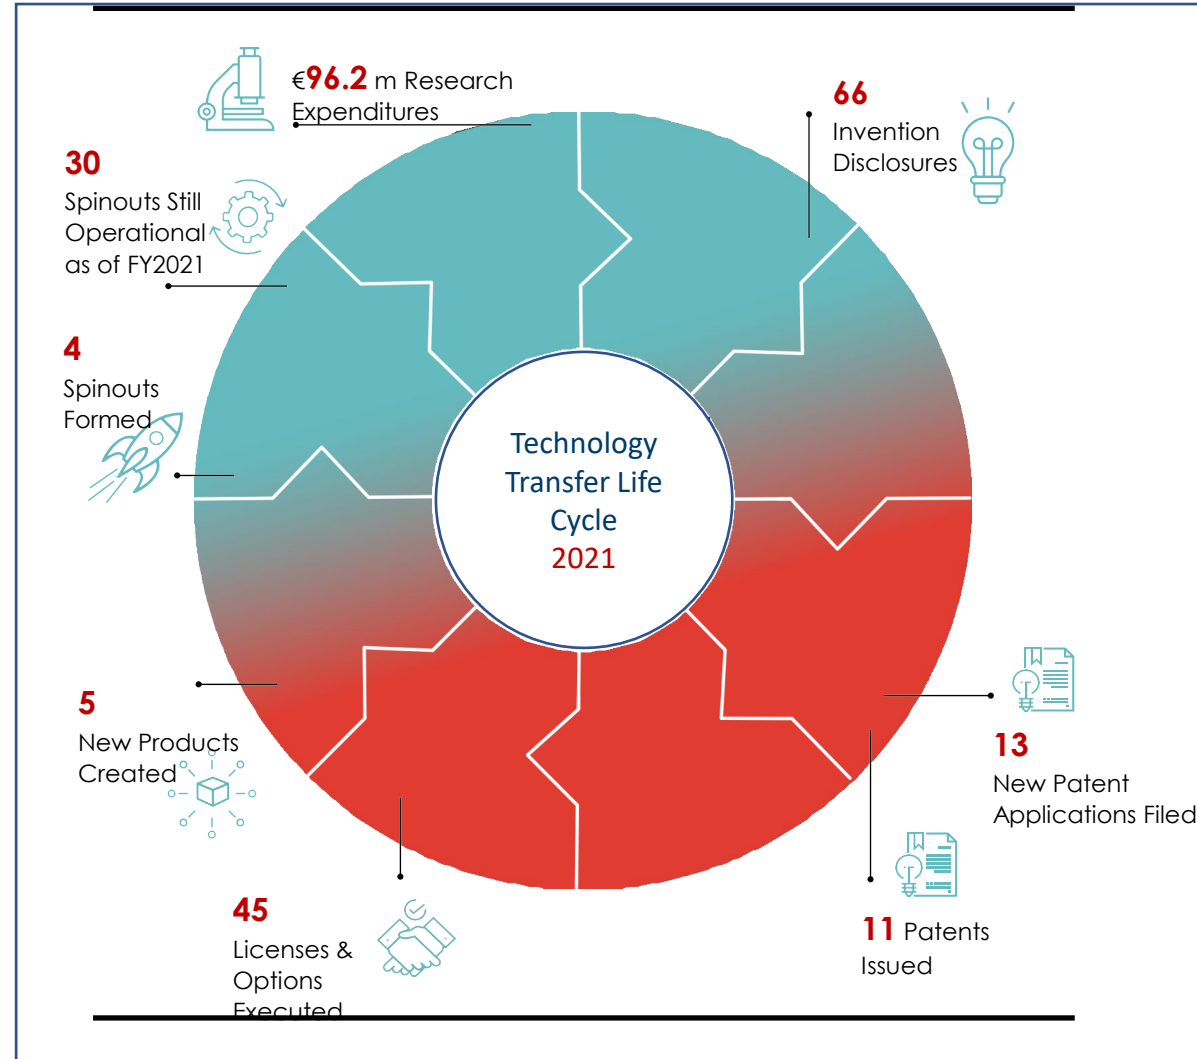 €96.2 m Research
Expenditures
66
Invention
Disclosures
30
Spinouts Still
Operational
as of FY2021
4
Spinouts
Formed
Technology
Transfer Life
Cycle
2021
5
New Products
Created
13
New Patent
Applications Filed
45
Licenses &
Options
Executed
11 Patents
Issued